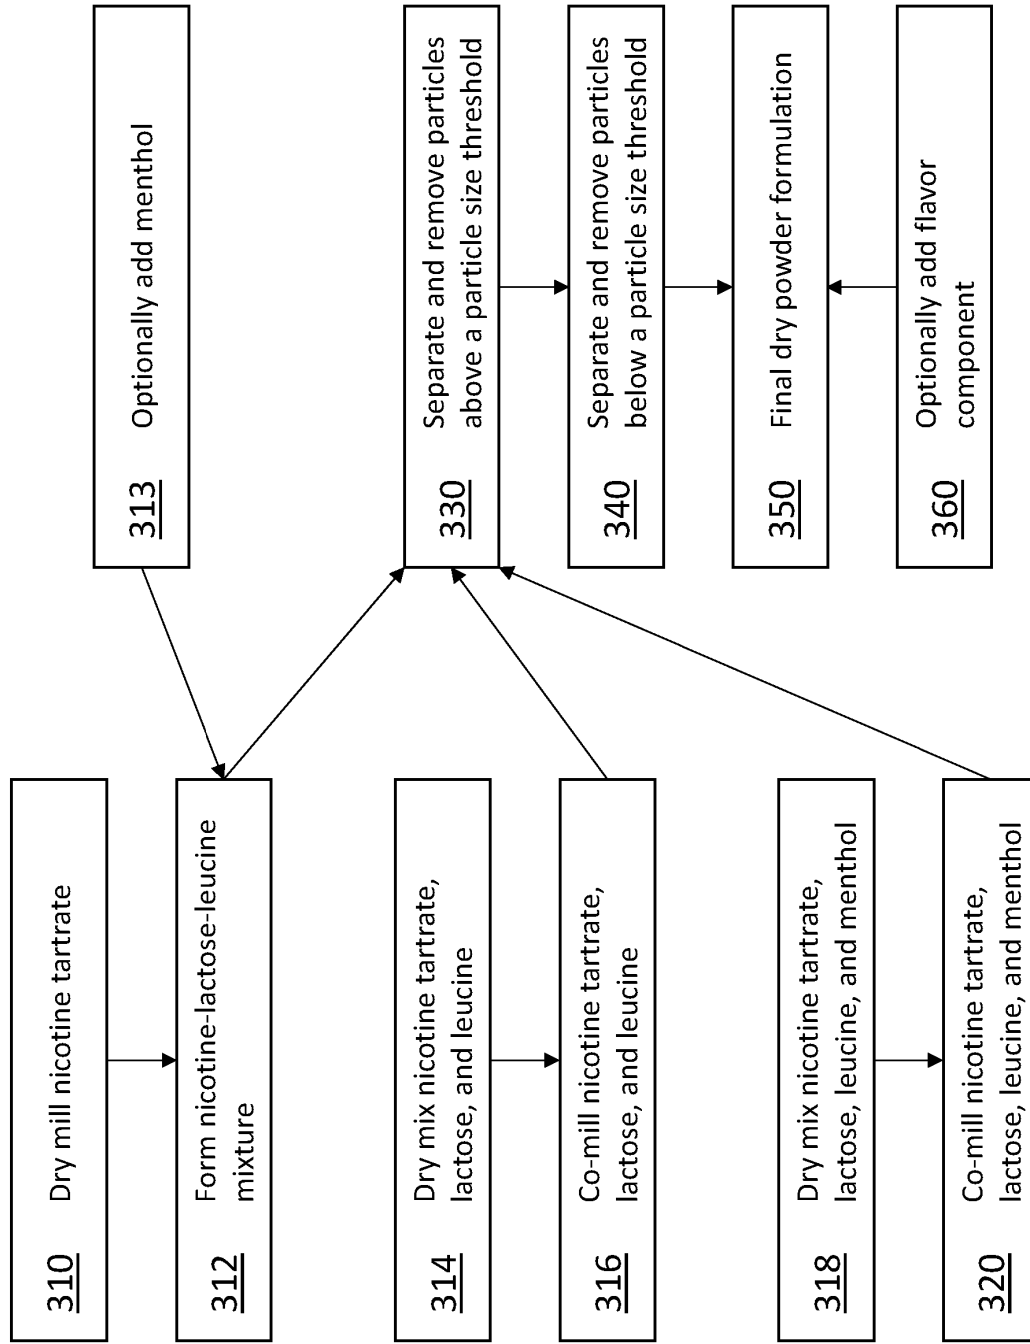 310
Dry mill nicotine tartrate
312
Form nicotine-lactose-leucine
mixture
314
Dry mix nicotine tartrate,
lactose, and leucine
316
Co-mill nicotine tartrate,
lactose, and leucine
318
Dry mix nicotine tartrate,
lactose, leucine, and menthol
320
Co-mill nicotine tartrate,
lactose, leucine, and menthol
313
Optionally add menthol
330
Separate and remove particles
above a particle size threshold
340
Separate and remove particles
below a particle size threshold
350
Final dry powder formulation
360
Optionally add flavor
component